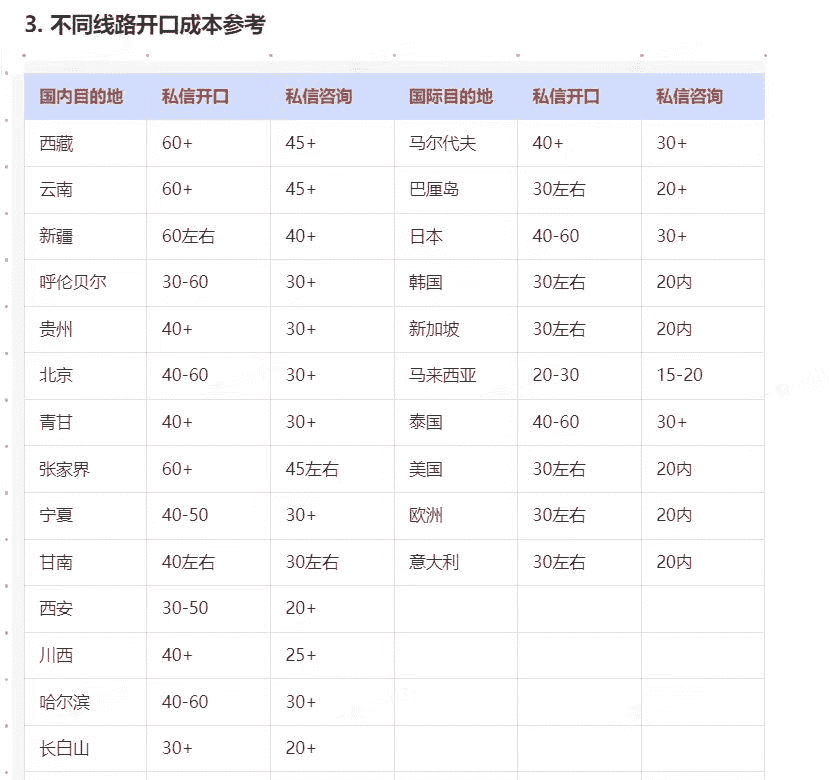 3. 不同线路开口成本参考
国内目的地 私信开口 私信咨询 国际目的地 私信开口 私信咨询
西藏 60+ 45+ 马尔代夫 40+ 30+
云南 60+ 45+ 巴厘岛 30左右 20+
新疆 60左右 40+ 日本 40-60 30+
呼伦贝尔 30-60 30+ 韩国 30左右 20内
贵州 40+ 30+ 新加坡 30左右 20内
北京 40-60 30+ 马来西亚 20-30 15-20
青甘 40+ 30+ 泰国 40-60 30+
张家界 60+ 45左右 美国 30左右 20内
宁夏 40-50 30+ 欧洲 30左右 20内
甘南 40左右 30左右 意大利 30左右 20内
西安 30-50 20+
川西 40+ 25+
哈尔滨 40-60 30+
长白山 30+ 20+